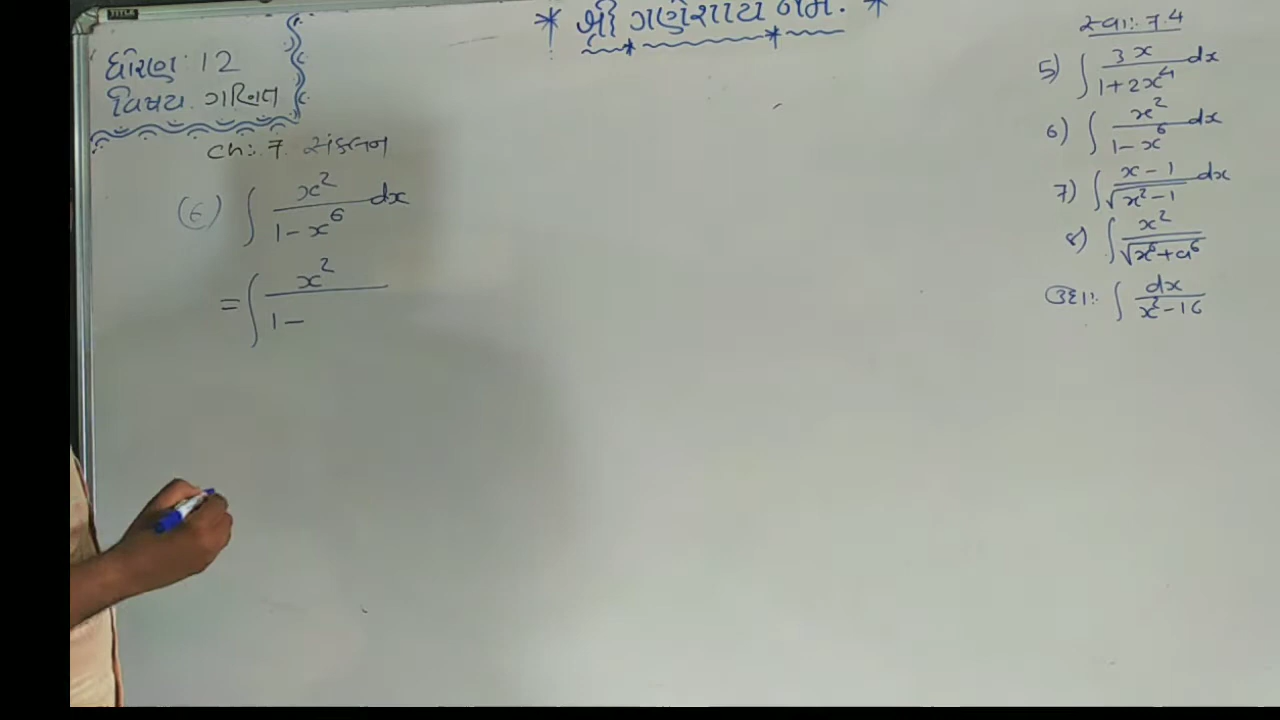 * શ્રી ગણેશાય નમઃ *
ધોરણ: 12
વિષય: ગણિત
ch: 7. સંકલન
(6) ∫ x² / (1 - x⁶) dx
= ∫ x² / 1 -
સ્વા: 7.4
5) ∫ 3x / (1 + 2x⁴) dx
6) ∫ x² / (1 - x⁶) dx
7) ∫ (x - 1) / √(x² - 1) dx
8) ∫ x² / √(x⁶ + a⁶)
ઉદા: ∫ dx / (x² - 16)